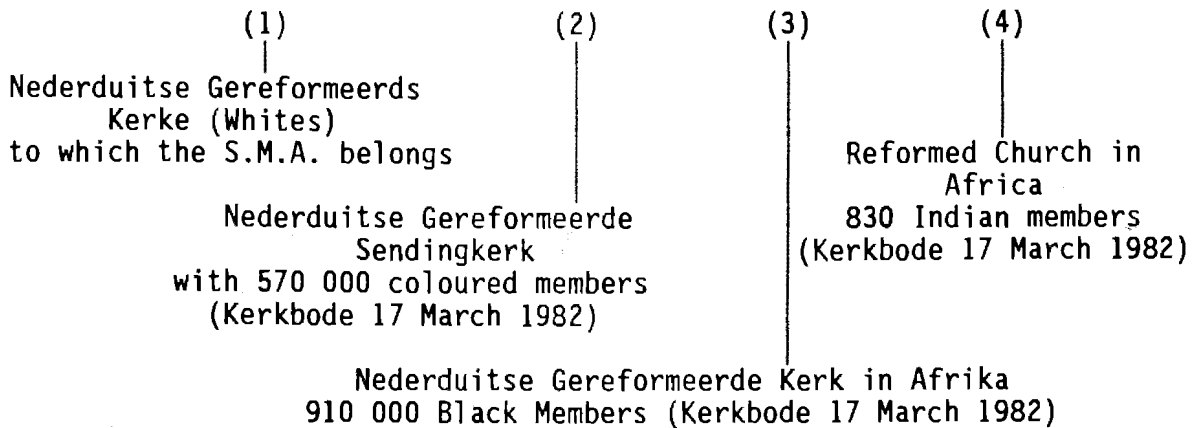 (1) (2) (3) (4)
Nederduitse Gereformeerds
Kerke (Whites)
to which the S.M.A. belongs
Nederduitse Gereformeerde
Sendingkerk
with 570 000 coloured members
(Kerkbode 17 March 1982)
Reformed Church in
Africa
830 Indian members
(Kerkbode 17 March 1982)
Nederduitse Gereformeerde Kerk in Afrika
910 000 Black Members (Kerkbode 17 March 1982)